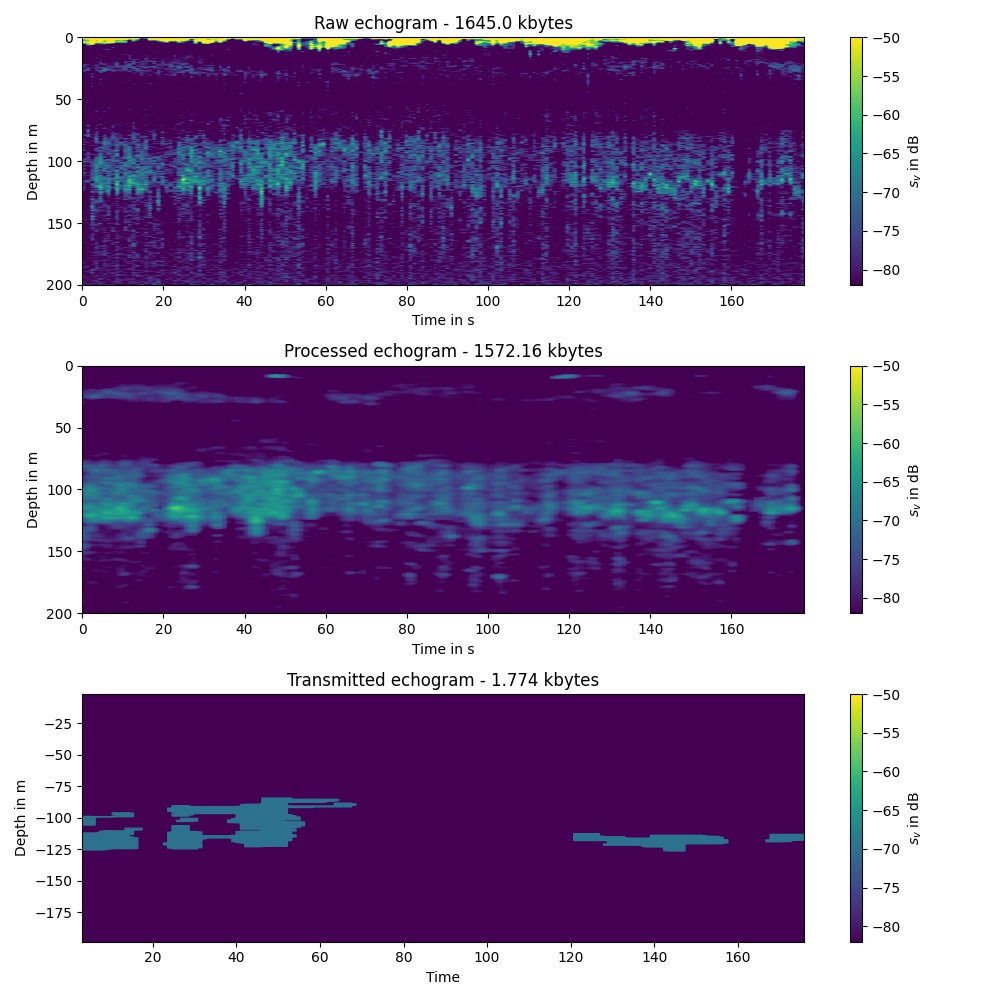 Raw echogram - 1645.0 kbytes
0
50
100
150
200
Depth in m
0 20 40 60 80 100 120 140 160
Time in s
−50
−55
−60
−65
−70
−75
−80
sv in dB
Processed echogram - 1572.16 kbytes
0
50
100
150
200
Depth in m
0 20 40 60 80 100 120 140 160
Time in s
−50
−55
−60
−65
−70
−75
−80
sv in dB
Transmitted echogram - 1.774 kbytes
−25
−50
−75
−100
−125
−150
−175
Depth in m
20 40 60 80 100 120 140 160
Time
−50
−55
−60
−65
−70
−75
−80
sv in dB